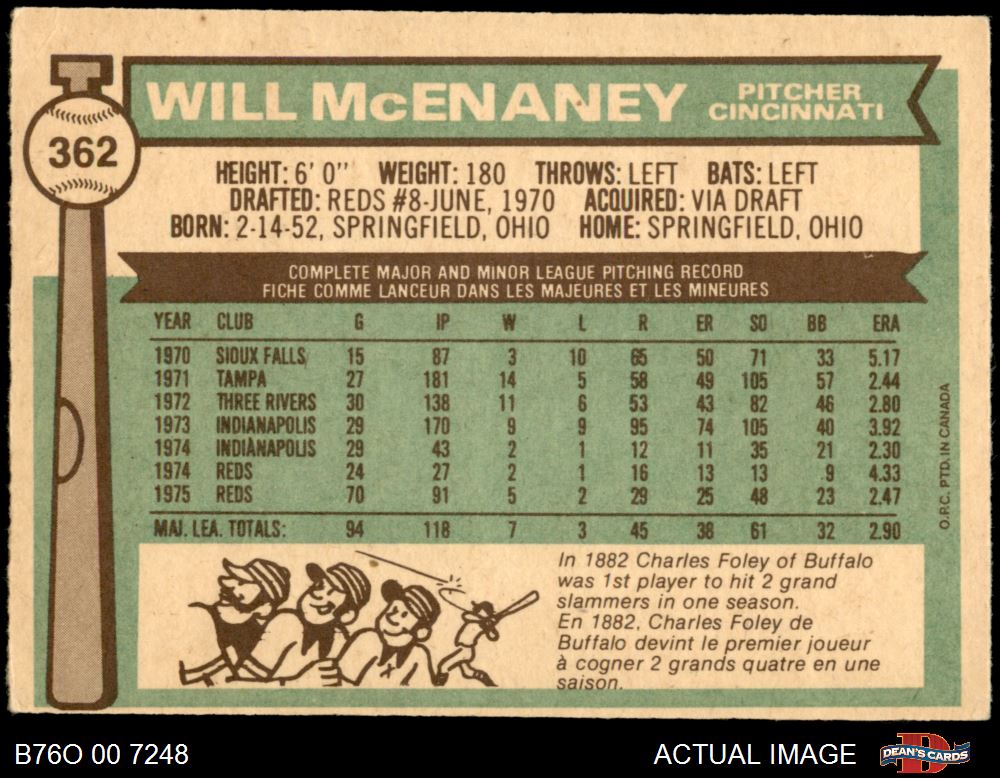 WILL McENANEY
PITCHER
CINCINNATI
362
HEIGHT: 6' 0" WEIGHT: 180 THROWS: LEFT BATS: LEFT
DRAFTED: REDS #8-JUNE, 1970 ACQUIRED: VIA DRAFT
BORN: 2-14-52, SPRINGFIELD, OHIO HOME: SPRINGFIELD, OHIO
COMPLETE MAJOR AND MINOR LEAGUE PITCHING RECORD
FICHE COMME LANCEUR DANS LES MAJEURES ET LES MINEURES
YEAR CLUB G IP W L R ER SO BB ERA
1970 SIOUX FALLS 15 87 3 10 65 50 71 33 5.17
1971 TAMPA 27 181 14 5 58 49 105 57 2.44
1972 THREE RIVERS 30 138 11 6 53 43 82 46 2.80
1973 INDIANAPOLIS 29 170 9 9 95 74 105 40 3.92
1974 INDIANAPOLIS 29 43 2 1 12 11 35 21 2.30
1974 REDS 24 27 2 1 16 13 13 9 4.33
1975 REDS 70 91 5 2 29 25 48 23 2.47
MAJ. LEA. TOTALS: 94 118 7 3 45 38 61 32 2.90
O.P.C. PTD. IN CANADA
In 1882 Charles Foley of Buffalo
was 1st player to hit 2 grand
slammers in one season.
En 1882, Charles Foley de
Buffalo devint le premier joueur
à cogner 2 grands quatre en une
saison.
B76O 00 7248
ACTUAL IMAGE
DEAN'S CARDS